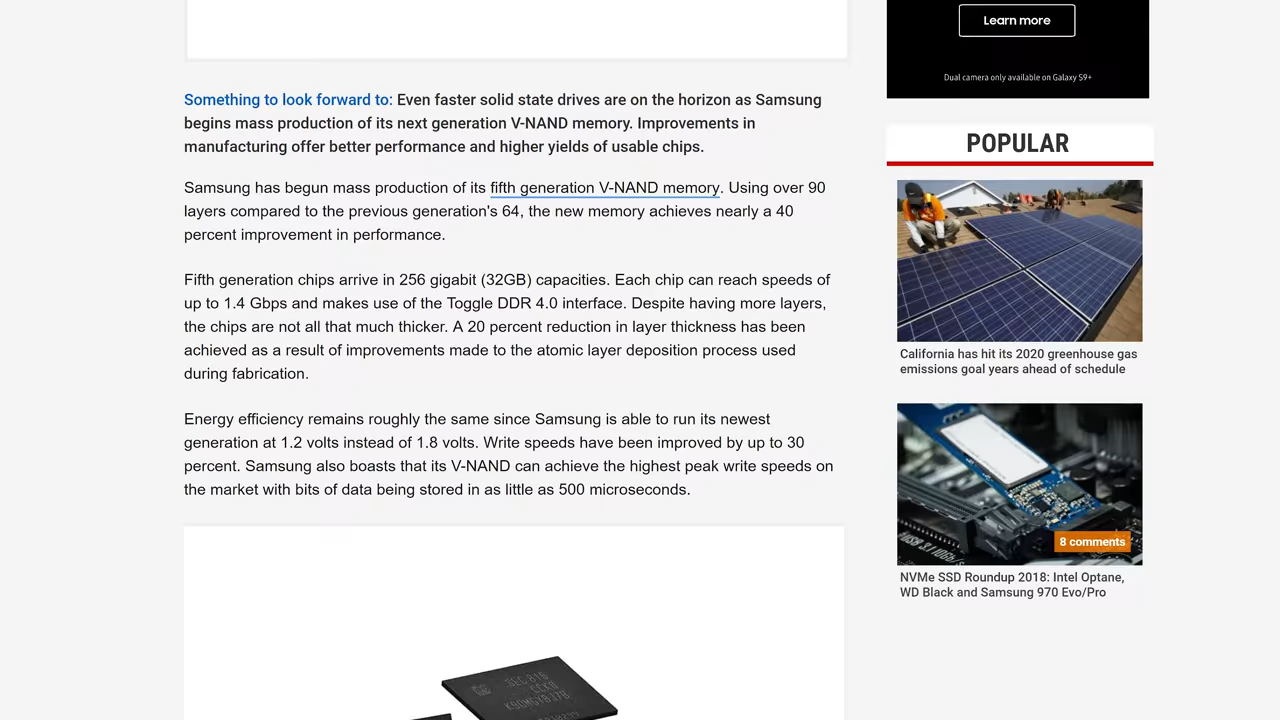 Learn more
Dual camera only available on Galaxy S9+
Something to look forward to: Even faster solid state drives are on the horizon as Samsung
begins mass production of its next generation V-NAND memory. Improvements in
manufacturing offer better performance and higher yields of usable chips.
Samsung has begun mass production of its fifth generation V-NAND memory. Using over 90
layers compared to the previous generation's 64, the new memory achieves nearly a 40
percent improvement in performance.
Fifth generation chips arrive in 256 gigabit (32GB) capacities. Each chip can reach speeds of
up to 1.4 Gbps and makes use of the Toggle DDR 4.0 interface. Despite having more layers,
the chips are not all that much thicker. A 20 percent reduction in layer thickness has been
achieved as a result of improvements made to the atomic layer deposition process used
during fabrication.
Energy efficiency remains roughly the same since Samsung is able to run its newest
generation at 1.2 volts instead of 1.8 volts. Write speeds have been improved by up to 30
percent. Samsung also boasts that its V-NAND can achieve the highest peak write speeds on
the market with bits of data being stored in as little as 500 microseconds.
SEC 816
POPULAR
California has hit its 2020 greenhouse gas
emissions goal years ahead of schedule
USB 3.1 10Gb/s
8 comments
NVMe SSD Roundup 2018: Intel Optane,
WD Black and Samsung 970 Evo/Pro